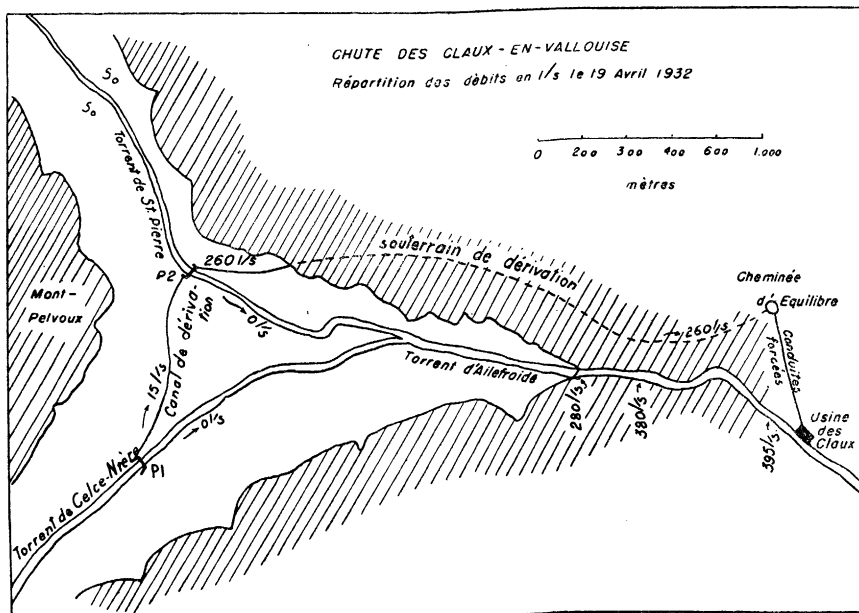 CHUTE DES CLAUX-EN-VALLOUISE
Répartition des débits en l/s le 19 Avril 1932
0 200 300 400 600 1.000
mètres
So
So
Torrent de St. Pierre
P2
260 l/s
souterrain de dérivation
Cheminée
d'Equilibre
→260 l/s
Mont-
Pelvoux
→ 0 l/s
Canal de dériva-
tion
→ 15 l/s
Torrent d'Ailefroide
Conduites
forcées
280 l/s
380 l/s
395 l/s
Usine
des
Claux
→ 0 l/s
P1
Torrent de Celce-Nière